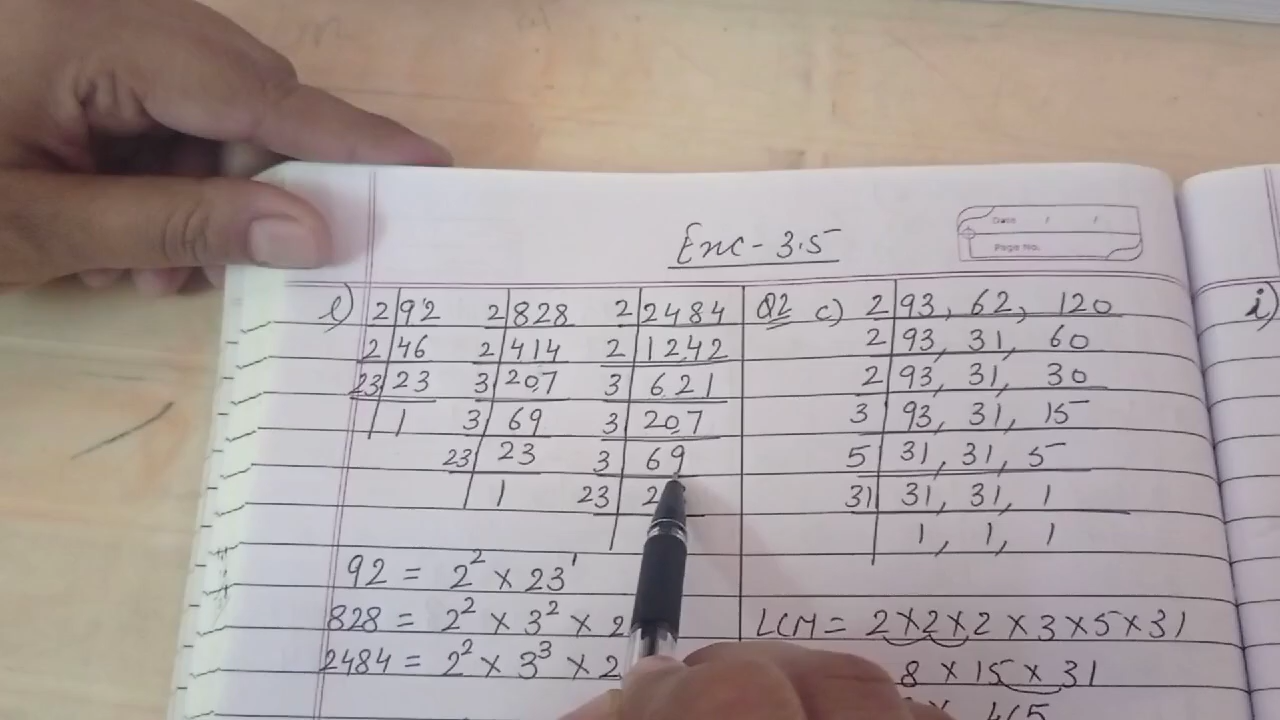 Exc - 3.5
Date / /
Page No.
e) 2 | 92 2 | 828 2 | 2484
2 | 46 2 | 414 2 | 1242
23 | 23 3 | 207 3 | 621
1 3 | 69 3 | 207
23 | 23 3 | 69
1 23
92 = 2² × 23¹
828 = 2² × 3² ×
2484 = 2² × 3³ ×
Q2 c) 2 | 93, 62, 120
2 | 93, 31, 60
2 | 93, 31, 30
3 | 93, 31, 15
5 | 31, 31, 5
31 | 31, 31, 1
1, 1, 1
LCM = 2×2×2×3×5×31
8 × 15 × 31
× 465
i)